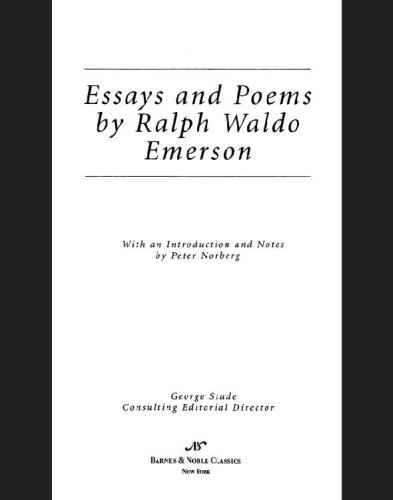 Essays and Poems
by Ralph Waldo
Emerson
With an Introduction and Notes
by Peter Norberg
George Stade
Consulting Editorial Director
BARNES & NOBLE CLASSICS
NEW YORK